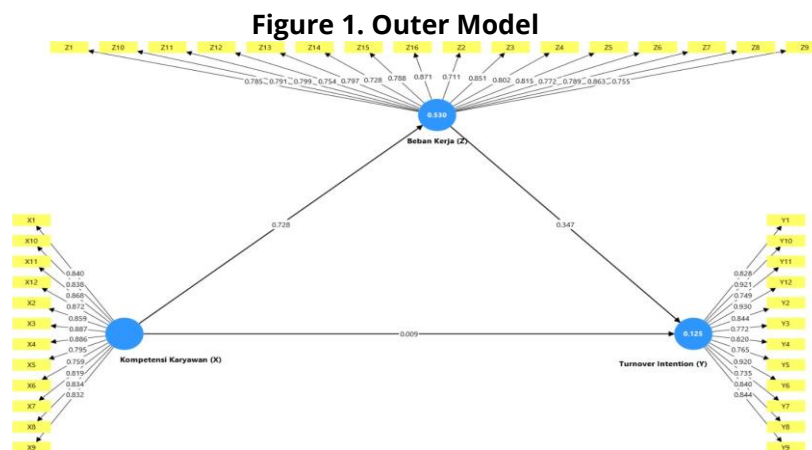 Figure 1. Outer Model
Z1 Z10 Z11 Z12 Z13 Z14 Z15 Z16 Z2 Z3 Z4 Z5 Z6 Z7 Z8 Z9
0.785 0.791 0.799 0.754 0.797 0.728 0.788 0.871 0.711 0.851 0.802 0.815 0.772 0.789 0.863 0.755
0.530
Beban Kerja (Z)
0.728
0.347
X1
X10
X11
X12
X2
X3
X4
X5
X6
X7
X8
X9
0.840
0.838
0.868
0.872
0.859
0.887
0.886
0.795
0.759
0.819
0.834
0.832
Kompetensi Karyawan (X)
0.009
0.125
Turnover Intention (Y)
0.828
0.921
0.749
0.930
0.844
0.772
0.820
0.765
0.920
0.735
0.840
0.844
Y1
Y10
Y11
Y12
Y2
Y3
Y4
Y5
Y6
Y7
Y8
Y9